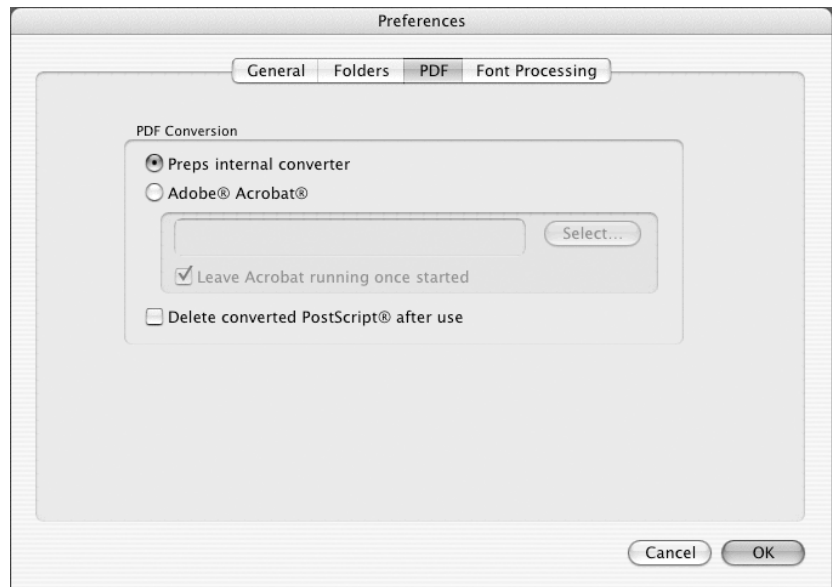 Preferences
General Folders PDF Font Processing
PDF Conversion
Preps internal converter
Adobe® Acrobat®
Select...
Leave Acrobat running once started
Delete converted PostScript® after use
Cancel OK